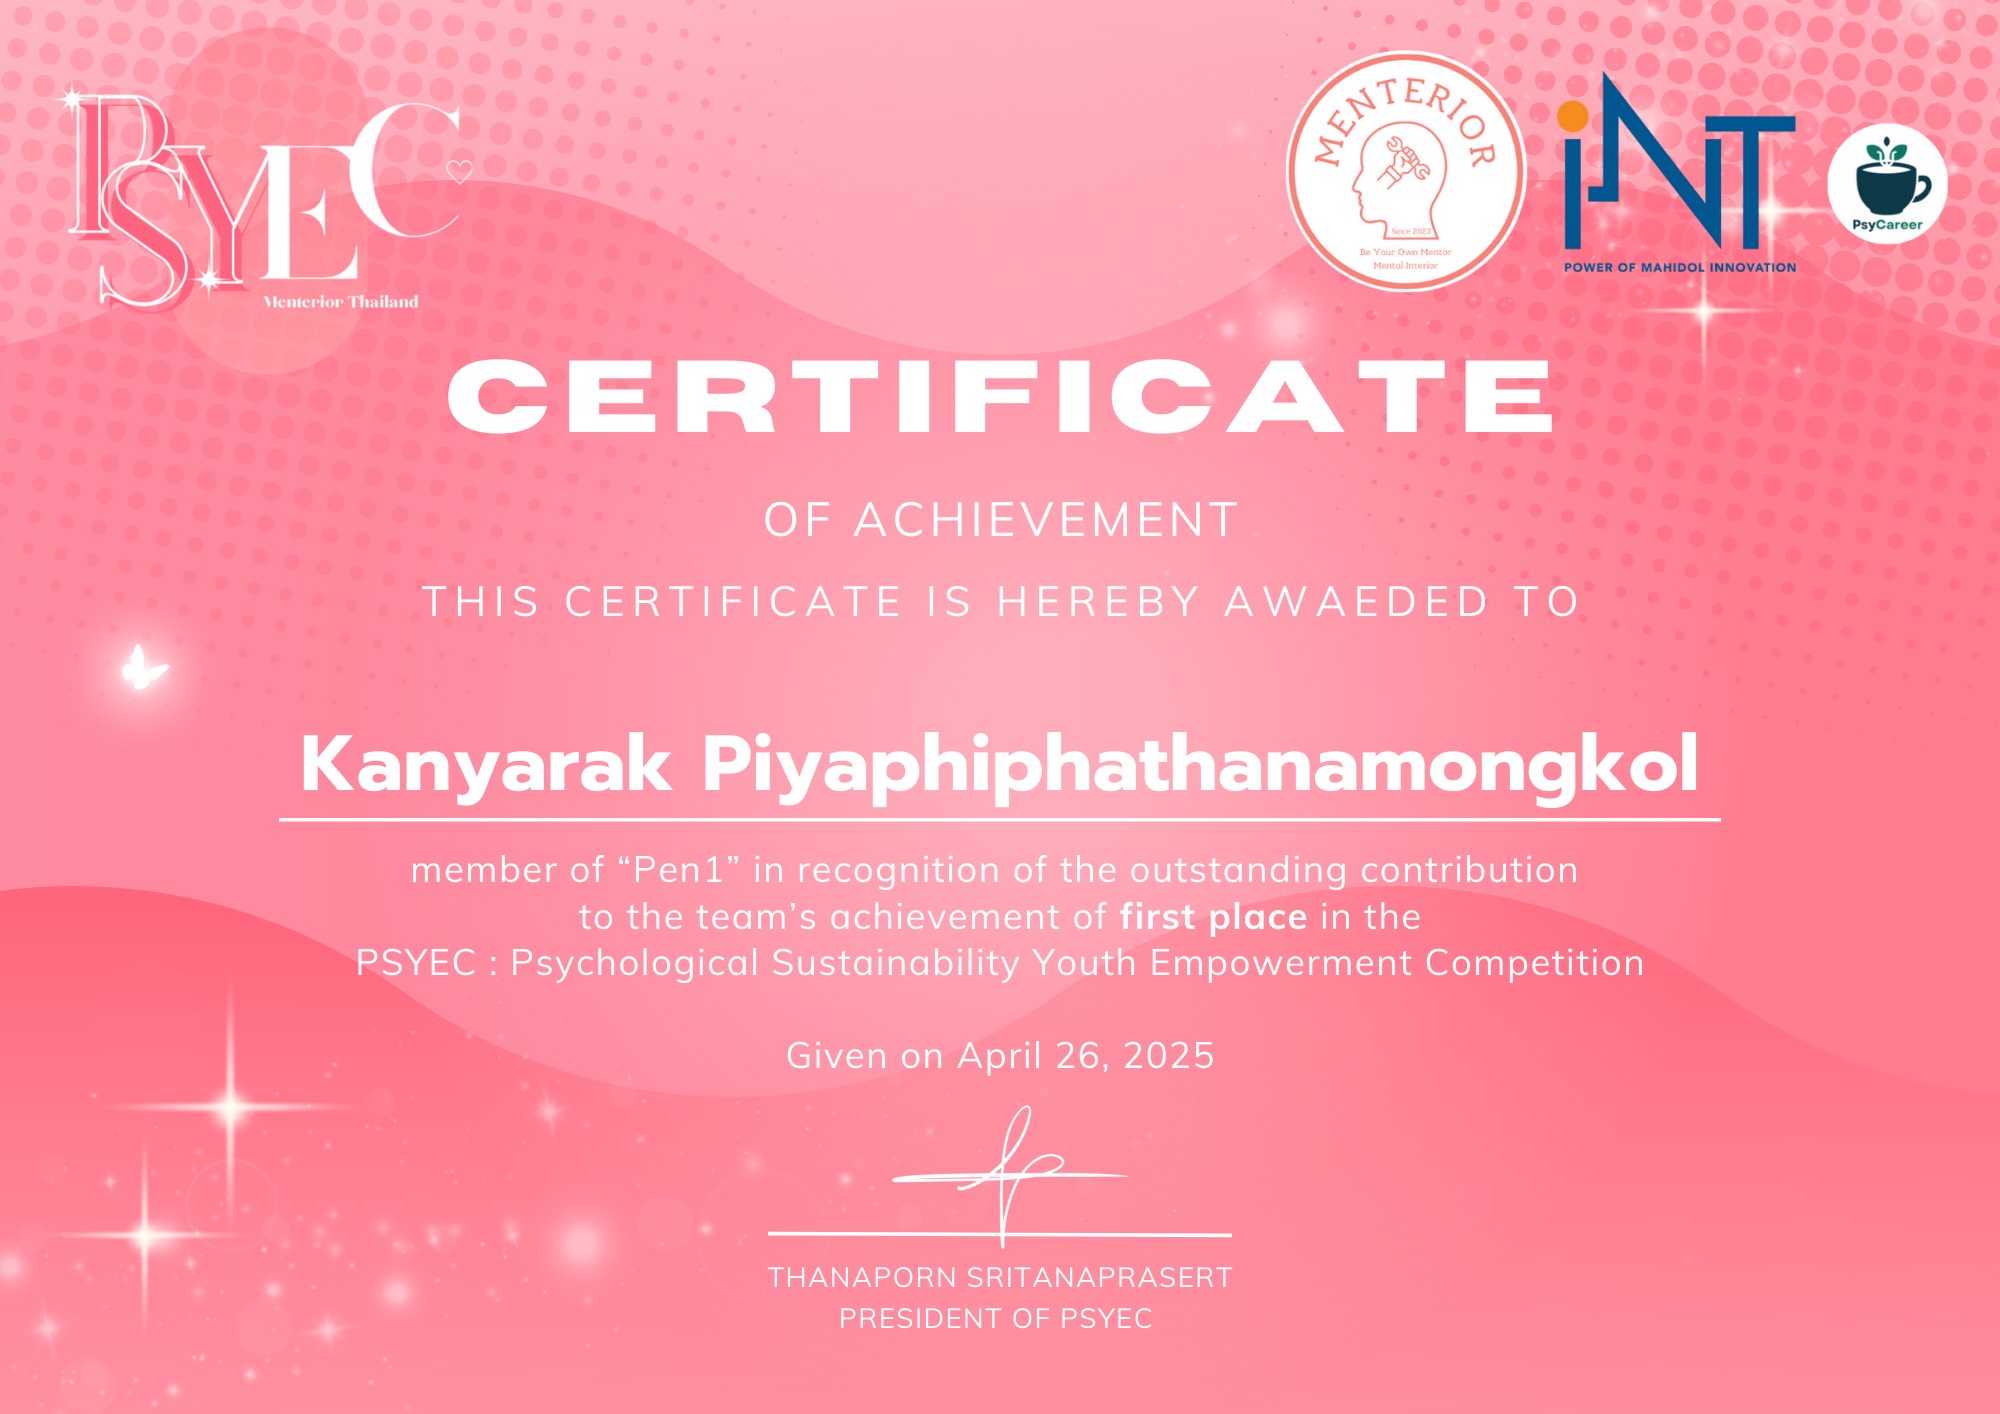 PSYEC
Menterior Thailand
MENTERIOR
Since 2023
Be Your Own Mentor
Mental Interior
iNT
POWER OF MAHIDOL INNOVATION
PsyCareer
CERTIFICATE
OF ACHIEVEMENT
THIS CERTIFICATE IS HEREBY AWAEDED TO
Kanyarak Piyaphiphathanamongkol
member of “Pen1” in recognition of the outstanding contribution
to the team’s achievement of first place in the
PSYEC : Psychological Sustainability Youth Empowerment Competition
Given on April 26, 2025
THANAPORN SRITANAPRASERT
PRESIDENT OF PSYEC